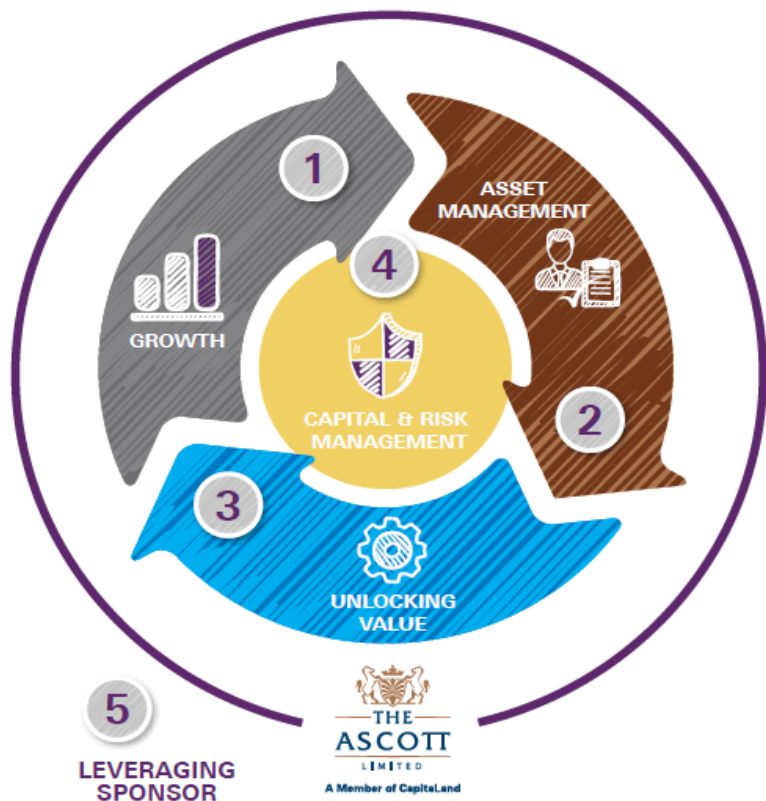 1
GROWTH
ASSET
MANAGEMENT
2
3
UNLOCKING
VALUE
4
CAPITAL & RISK
MANAGEMENT
5
LEVERAGING
SPONSOR
THE
ASCOTT
LIMITED
A Member of CapitaLand